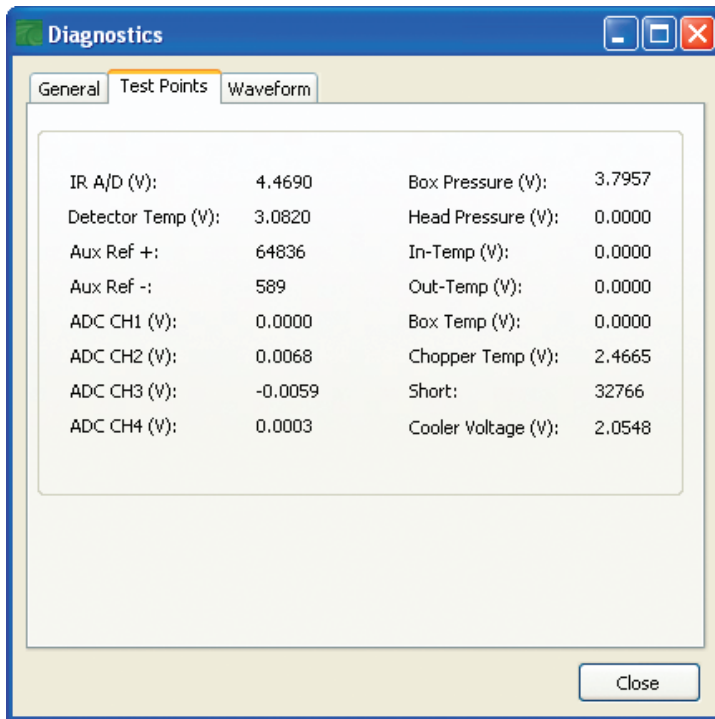 Diagnostics
General Test Points Waveform
IR A/D (V): 4.4690 Box Pressure (V): 3.7957
Detector Temp (V): 3.0820 Head Pressure (V): 0.0000
Aux Ref +: 64836 In-Temp (V): 0.0000
Aux Ref -: 589 Out-Temp (V): 0.0000
ADC CH1 (V): 0.0000 Box Temp (V): 0.0000
ADC CH2 (V): 0.0068 Chopper Temp (V): 2.4665
ADC CH3 (V): -0.0059 Short: 32766
ADC CH4 (V): 0.0003 Cooler Voltage (V): 2.0548
Close